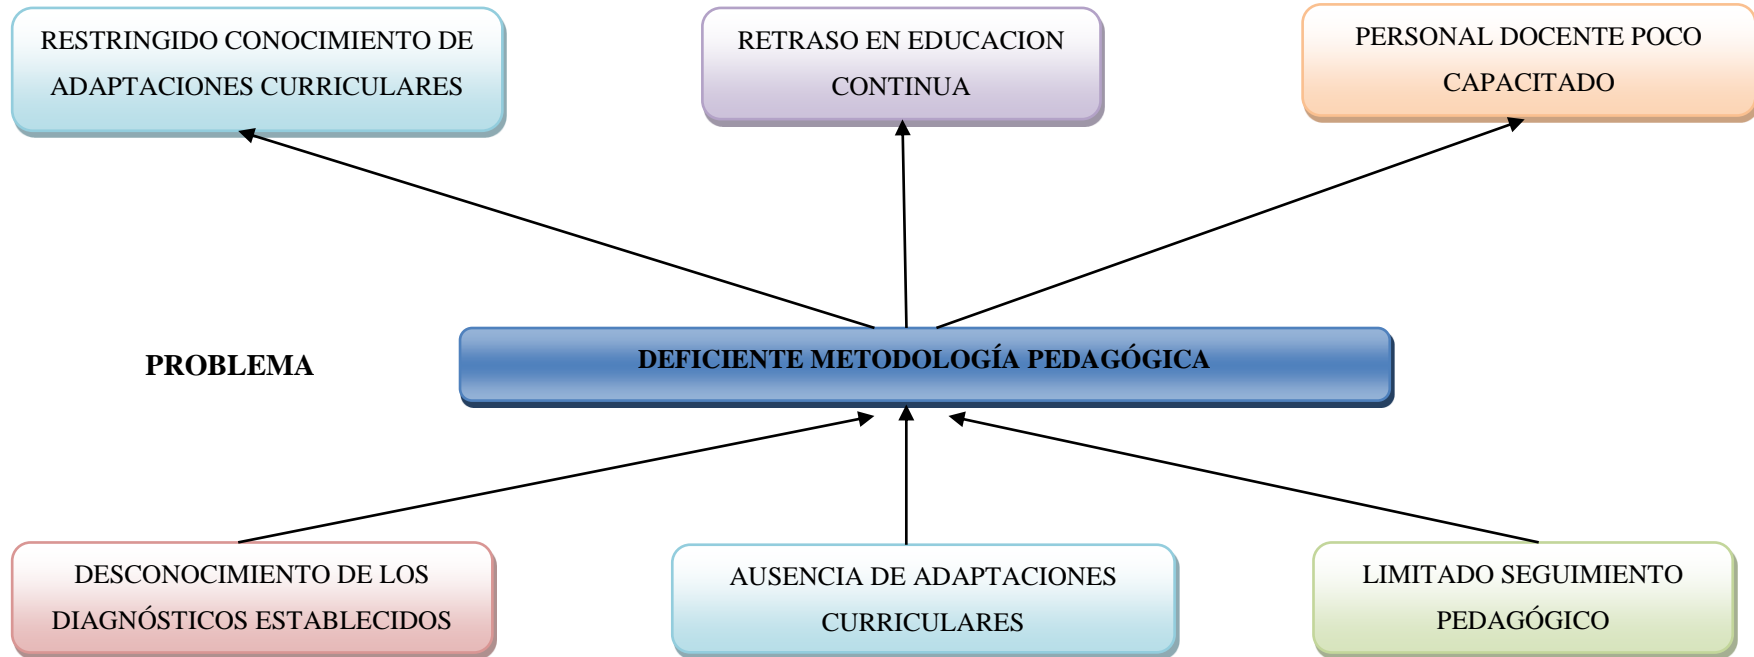 RESTRINGIDO CONOCIMIENTO DE
ADAPTACIONES CURRICULARES
RETRASO EN EDUCACION
CONTINUA
PERSONAL DOCENTE POCO
CAPACITADO
PROBLEMA
DEFICIENTE METODOLOGÍA PEDAGÓGICA
DESCONOCIMIENTO DE LOS
DIAGNÓSTICOS ESTABLECIDOS
AUSENCIA DE ADAPTACIONES
CURRICULARES
LIMITADO SEGUIMIENTO
PEDAGÓGICO